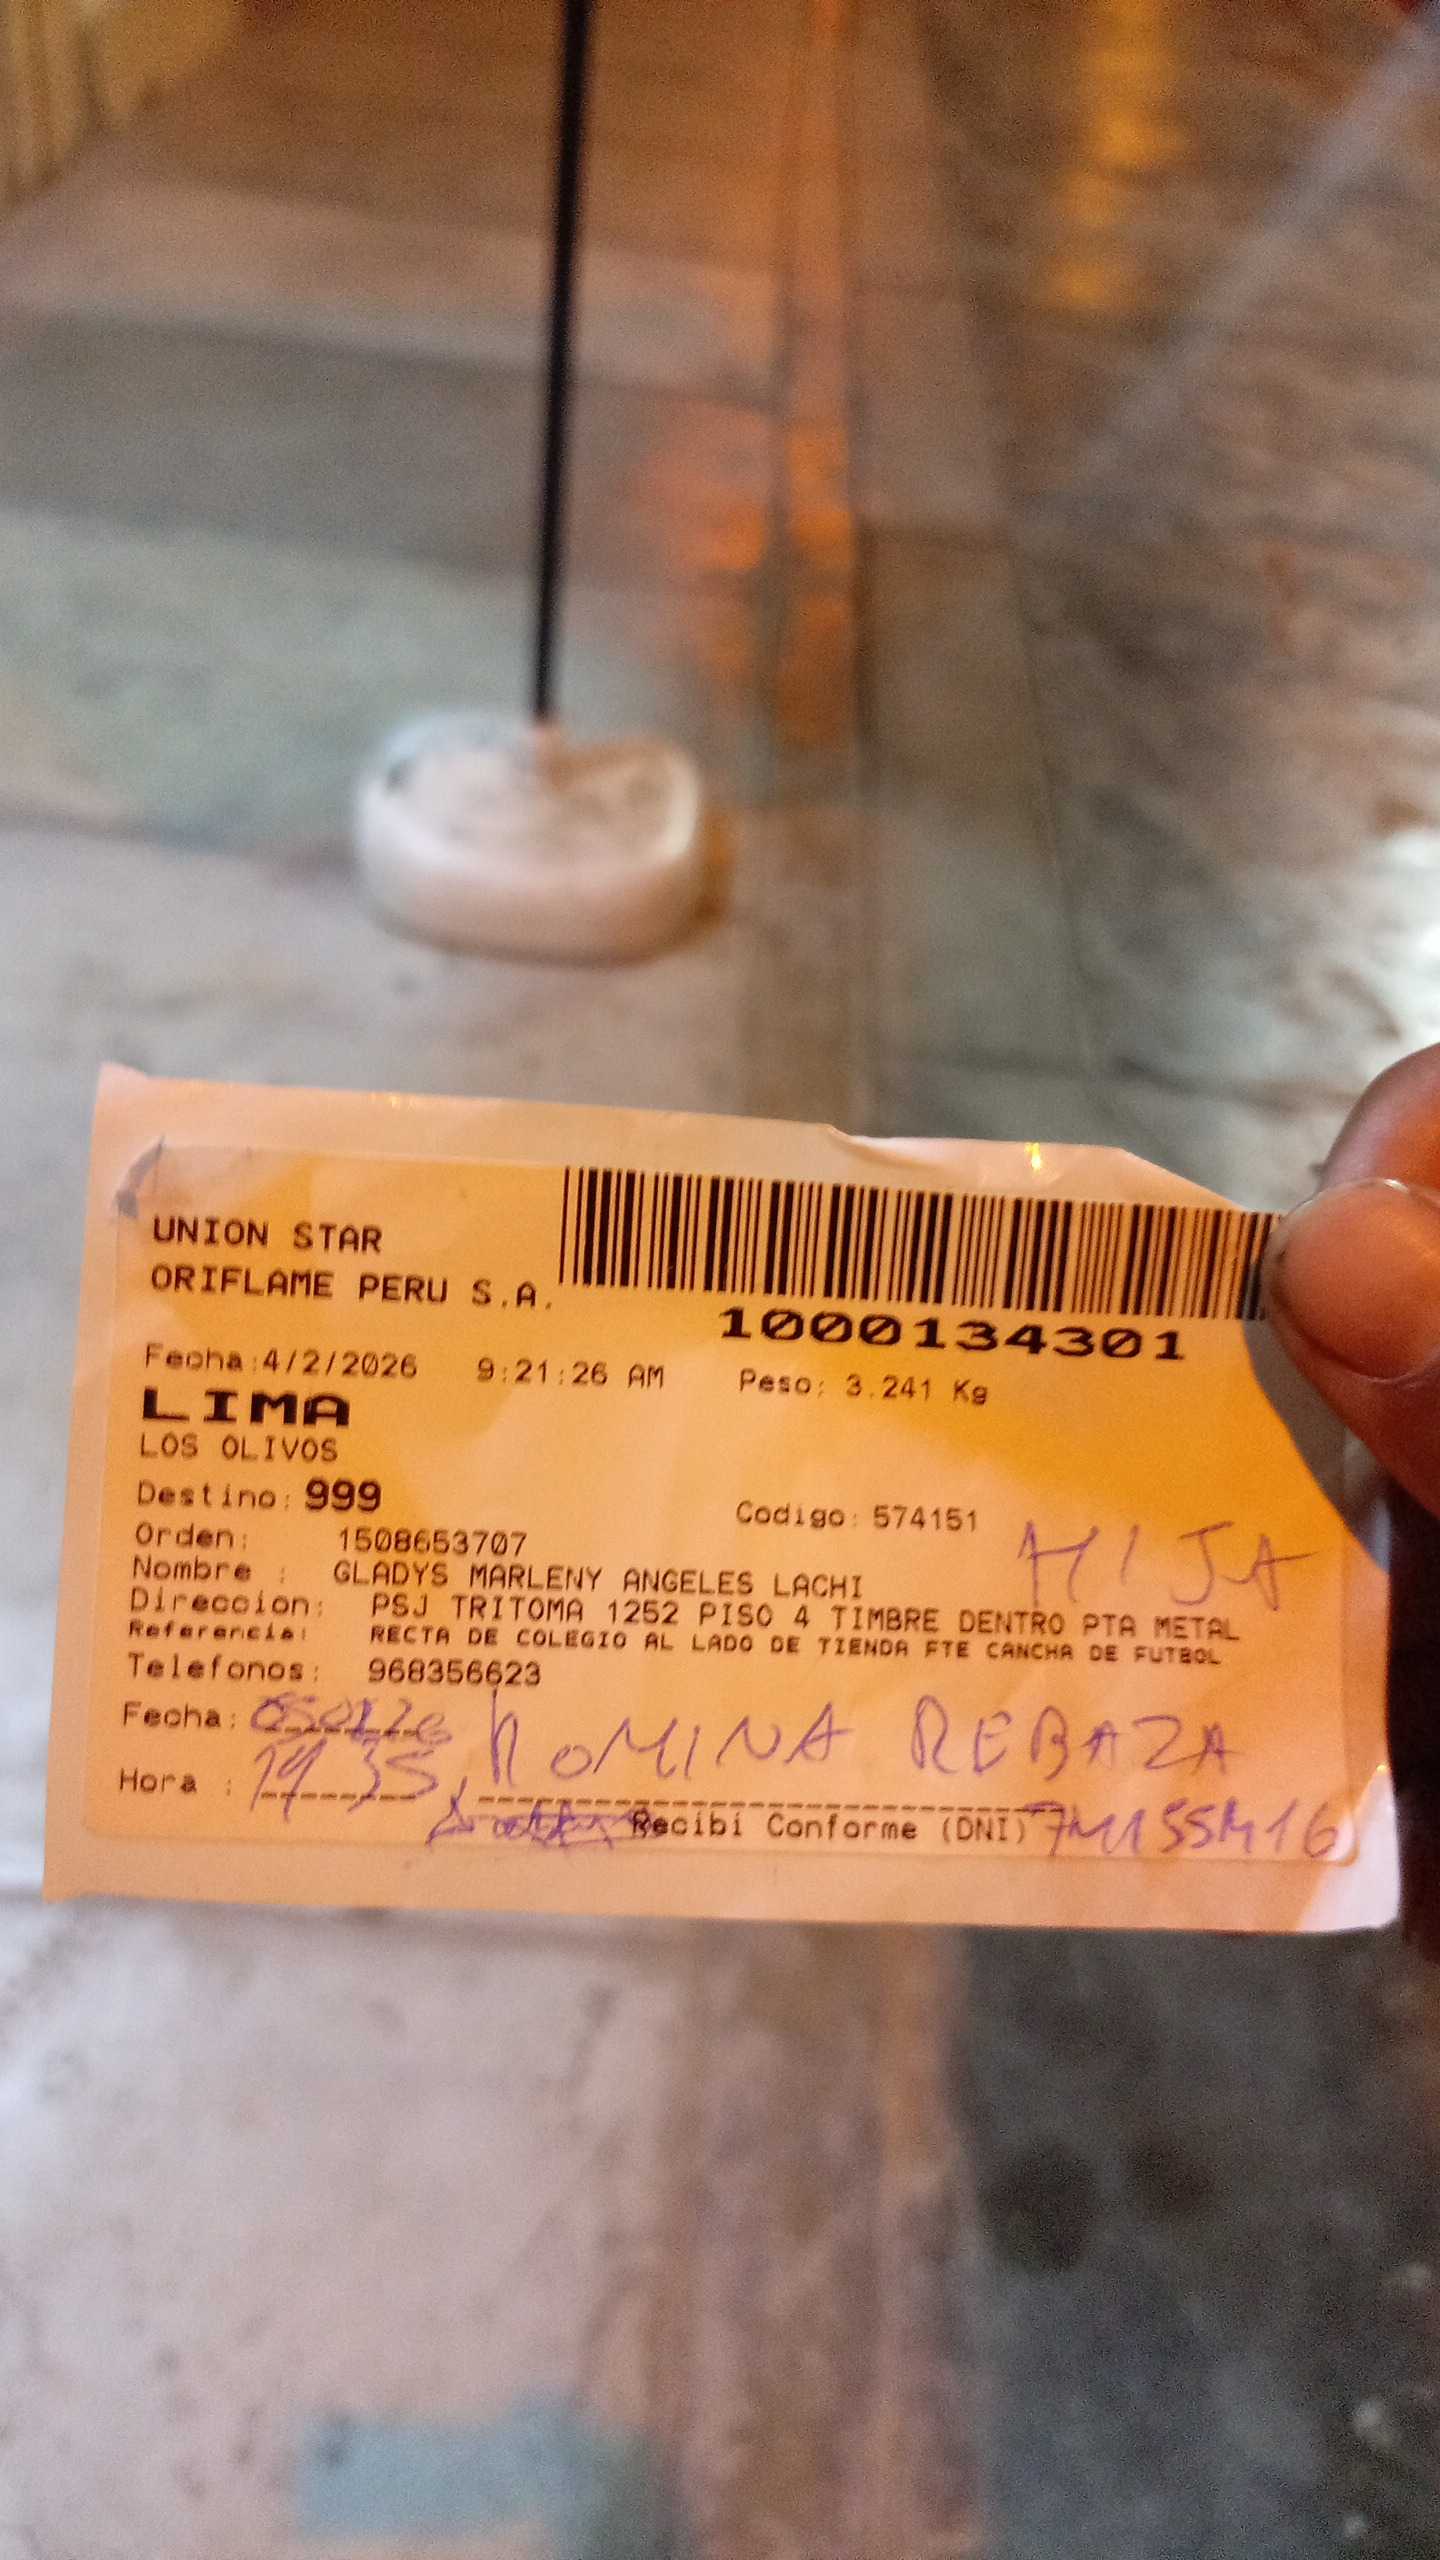 UNION STAR
ORIFLAME PERU S.A.
1000134301
Fecha:4/2/2026 9:21:26 AM Peso: 3.241 Kg
LIMA
LOS OLIVOS
Destino: 999 Codigo: 574151
Orden: 1508653707
HIJA
Nombre : GLADYS MARLENY ANGELES LACHI
Direccion: PSJ TRITOMA 1252 PISO 4 TIMBRE DENTRO PTA METAL
Referencia: RECTA DE COLEGIO AL LADO DE TIENDA FTE CANCHA DE FUTBOL
Telefonos: 968356623
Fecha: ROMINA REBAZA
Hora : 19 35
Recibi Conforme (DNI)